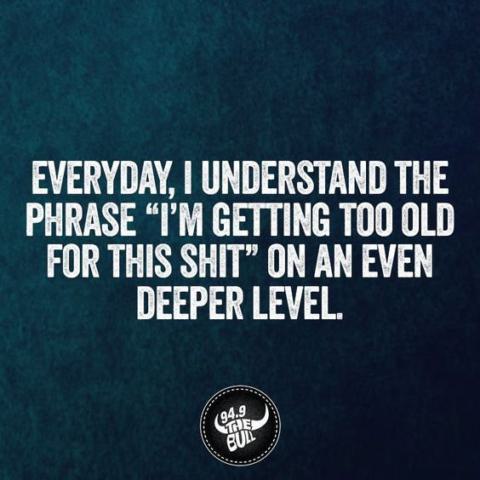 EVERYDAY, I UNDERSTAND THE
PHRASE “I’M GETTING TOO OLD
FOR THIS SHIT” ON AN EVEN
DEEPER LEVEL.
94.9
THE
BULL